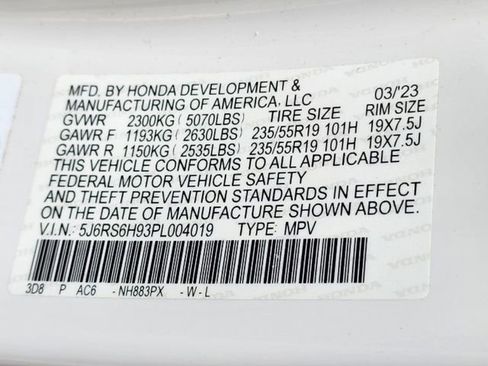 MFD. BY HONDA DEVELOPMENT & 03/'23
MANUFACTURING OF AMERICA, LLC
GVWR 2300KG (5070LBS) TIRE SIZE RIM SIZE
GAWR F 1193KG (2630LBS) 235/55R19 101H 19X7.5J
GAWR R 1150KG (2535LBS) 235/55R19 101H 19X7.5J
THIS VEHICLE CONFORMS TO ALL APPLICABLE
FEDERAL MOTOR VEHICLE SAFETY
AND THEFT PREVENTION STANDARDS IN EFFECT
ON THE DATE OF MANUFACTURE SHOWN ABOVE.
V.I.N.: 5J6RS6H93PL004019 TYPE: MPV
3D8 P AC6 - NH883PX - W - L